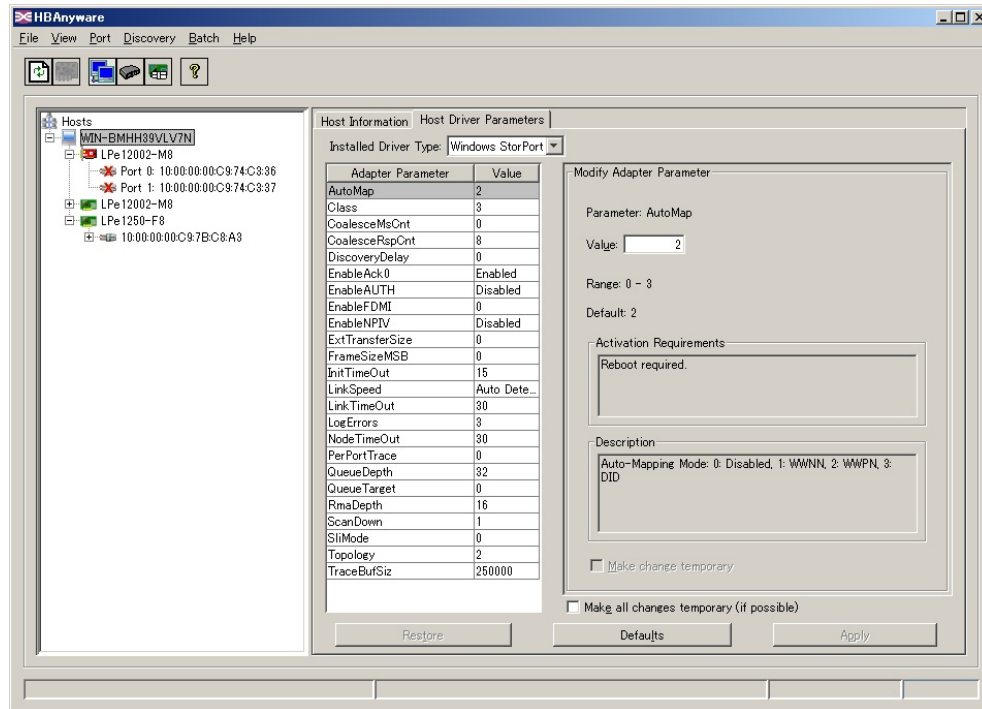 HBAnyware
File View Port Discovery Batch Help
Hosts
WIN-BMHH39VLV7N
LPe12002-M8
Port 0: 10:00:00:00:C9:74:C3:36
Port 1: 10:00:00:00:C9:74:C3:37
LPe12002-M8
LPe1250-F8
10:00:00:00:C9:7B:C8:A3
Host Information Host Driver Parameters
Installed Driver Type: Windows StorPort
Adapter Parameter Value
AutoMap 2
Class 3
CoalesceMsCnt 0
CoalesceRspCnt 8
DiscoveryDelay 0
EnableAck0 Enabled
EnableAUTH Disabled
EnableFDMI 0
EnableNPIV Disabled
ExtTransferSize 0
FrameSizeMSB 0
InitTimeOut 15
LinkSpeed Auto Dete...
LinkTimeOut 30
LogErrors 3
NodeTimeOut 30
PerPortTrace 0
QueueDepth 32
QueueTarget 0
RmaDepth 16
ScanDown 1
SliMode 0
Topology 2
TraceBufSiz 250000
Modify Adapter Parameter
Parameter: AutoMap
Value: 2
Range: 0 - 3
Default: 2
Activation Requirements
Reboot required.
Description
Auto-Mapping Mode: 0: Disabled, 1: WWNN, 2: WWPN, 3:
DID
Make change temporary
Make all changes temporary (if possible)
Restore Defaults Apply